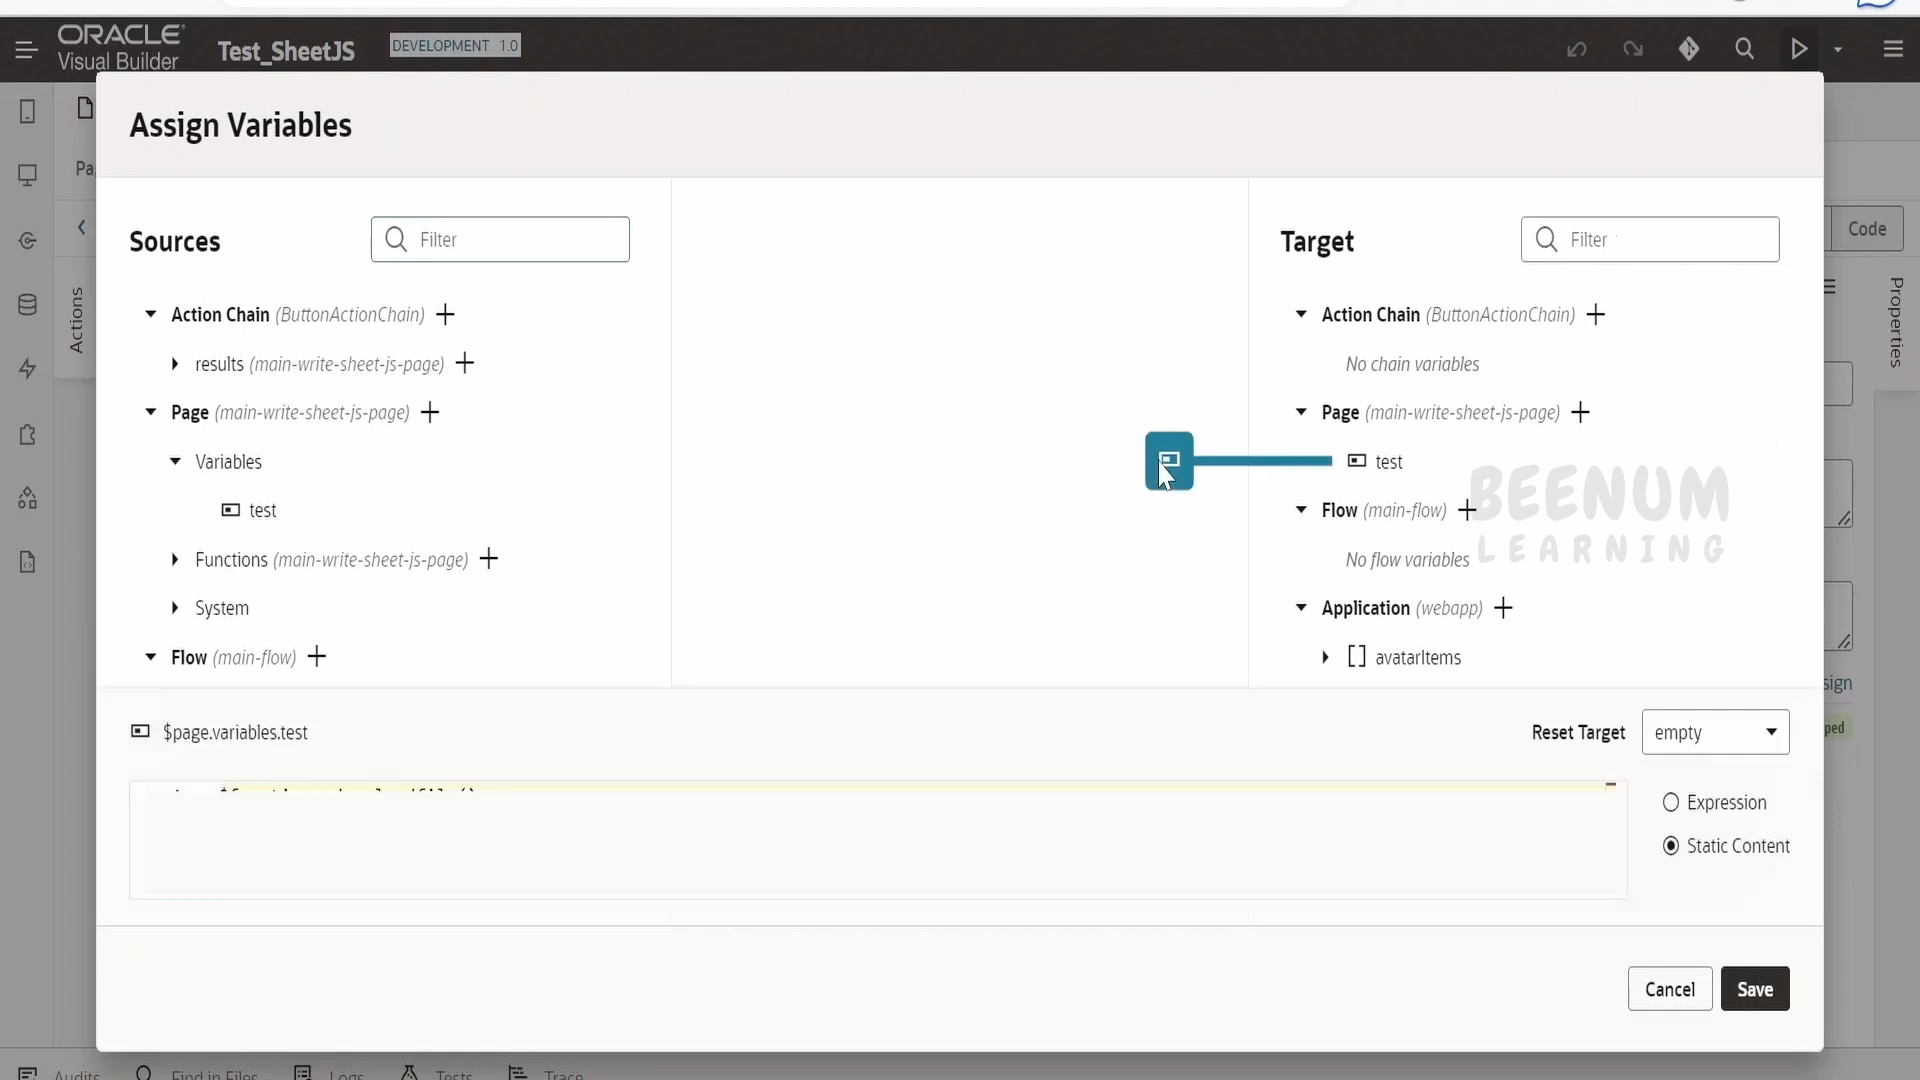 ORACLE
Visual Builder
Test_SheetJS
DEVELOPMENT 1.0
Assign Variables
Code
Sources
Filter
Target
Filter
Actions
Properties
Action Chain (ButtonActionChain)
results (main-write-sheet-js-page)
Page (main-write-sheet-js-page)
Variables
test
Functions (main-write-sheet-js-page)
System
Flow (main-flow)
Action Chain (ButtonActionChain)
No chain variables
Page (main-write-sheet-js-page)
test
Flow (main-flow)
No flow variables
Application (webapp)
avatarItems
BEENUM
LEARNING
$page.variables.test
Reset Target
empty
Expression
Static Content
Cancel
Save
Audits
Find in Files
Logs
Tests
Trace